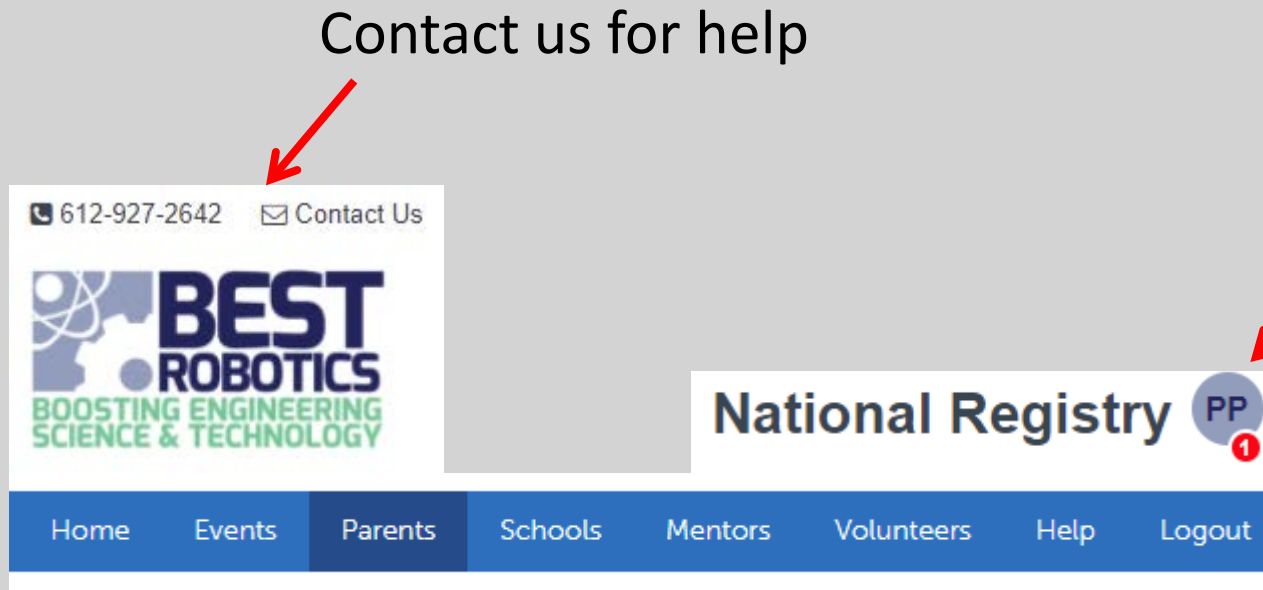 Contact us for help
612-927-2642 Contact Us
BEST
ROBOTICS
BOOSTING ENGINEERING
SCIENCE & TECHNOLOGY
National Registry PP
1
Home Events Parents Schools Mentors Volunteers Help Logout